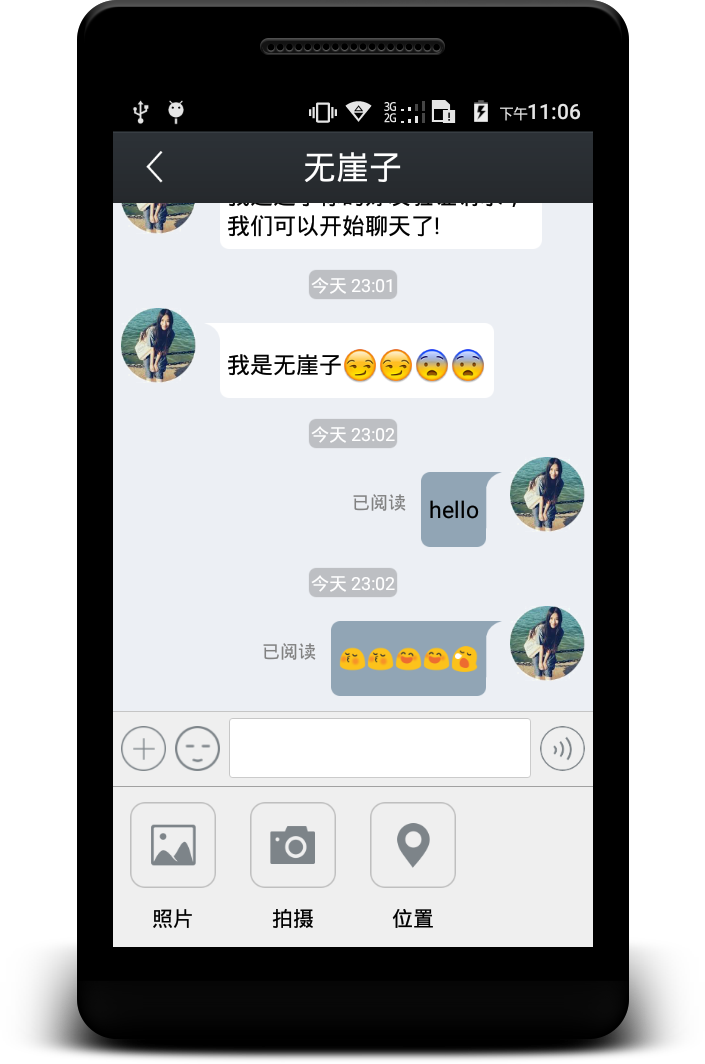 3G
2G
下午11:06
无崖子
我们可以开始聊天了!
今天 23:01
我是无崖子😏😏😨😨
今天 23:02
已阅读
hello
今天 23:02
已阅读
照片
拍摄
位置